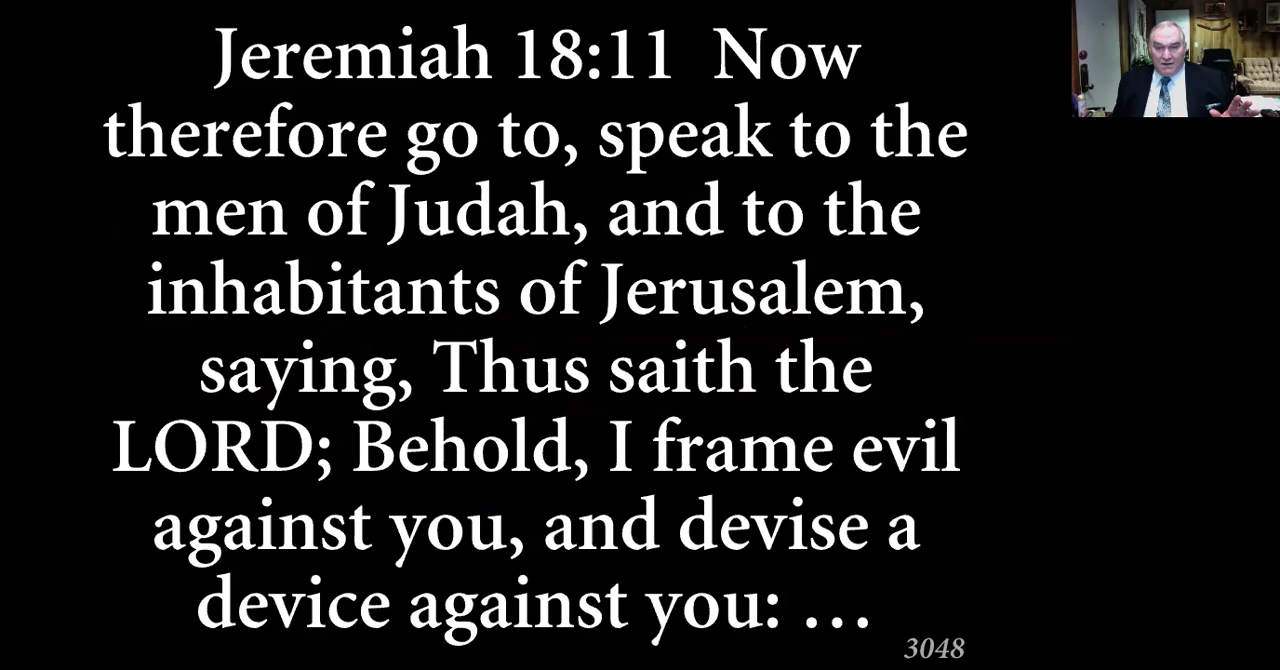 Jeremiah 18:11  Now
therefore go to, speak to the
men of Judah, and to the
inhabitants of Jerusalem,
saying, Thus saith the
LORD; Behold, I frame evil
against you, and devise a
device against you: …
3048